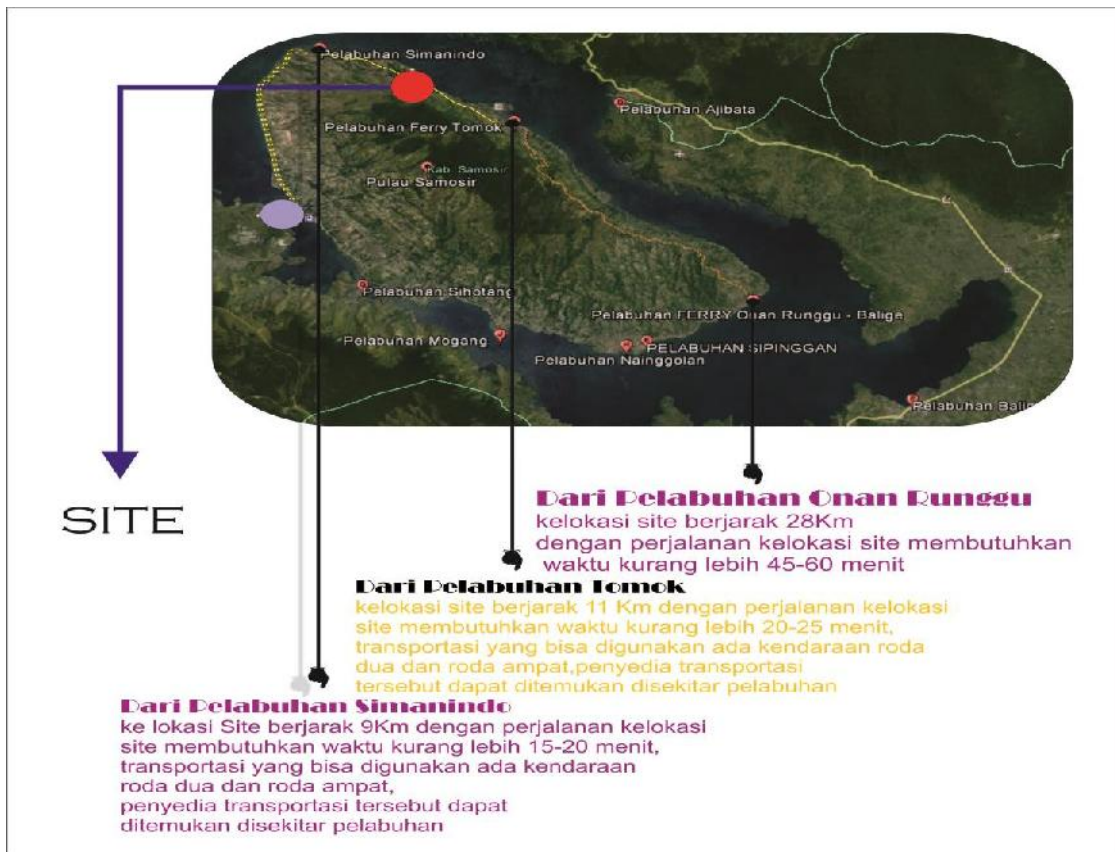 Pelabuhan Simanindo
Pelabuhan Ajibata
Pelabuhan Ferry Tomok
Kab. Samosir
Pulau Samosir
Pelabuhan Sihotang
Pelabuhan FERRY Onan Runggu - Balige
Pelabuhan Mogang
PELABUHAN SIPINGGAN
Pelabuhan Nainggolan
Pelabuhan Balig
SITE
Dari Pelabuhan Onan Runggu
kelokasi site berjarak 28Km
dengan perjalanan kelokasi site membutuhkan
waktu kurang lebih 45-60 menit
Dari Pelabuhan Tomok
kelokasi site berjarak 11 Km dengan perjalanan kelokasi
site membutuhkan waktu kurang lebih 20-25 menit,
transportasi yang bisa digunakan ada kendaraan roda
dua dan roda ampat,penyedia transportasi
tersebut dapat ditemukan disekitar pelabuhan
Dari Pelabuhan Simanindo
ke lokasi Site berjarak 9Km dengan perjalanan kelokasi
site membutuhkan waktu kurang lebih 15-20 menit,
transportasi yang bisa digunakan ada kendaraan
roda dua dan roda ampat,
penyedia transportasi tersebut dapat
ditemukan disekitar pelabuhan